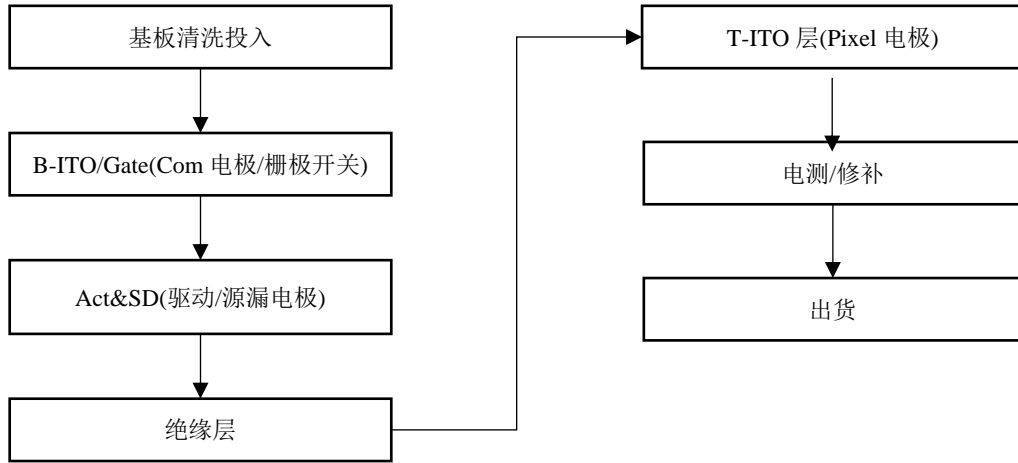 基板清洗投入
B-ITO/Gate(Com 电极/栅极开关)
Act&SD(驱动/源漏电极)
绝缘层
T-ITO 层(Pixel 电极)
电测/修补
出货